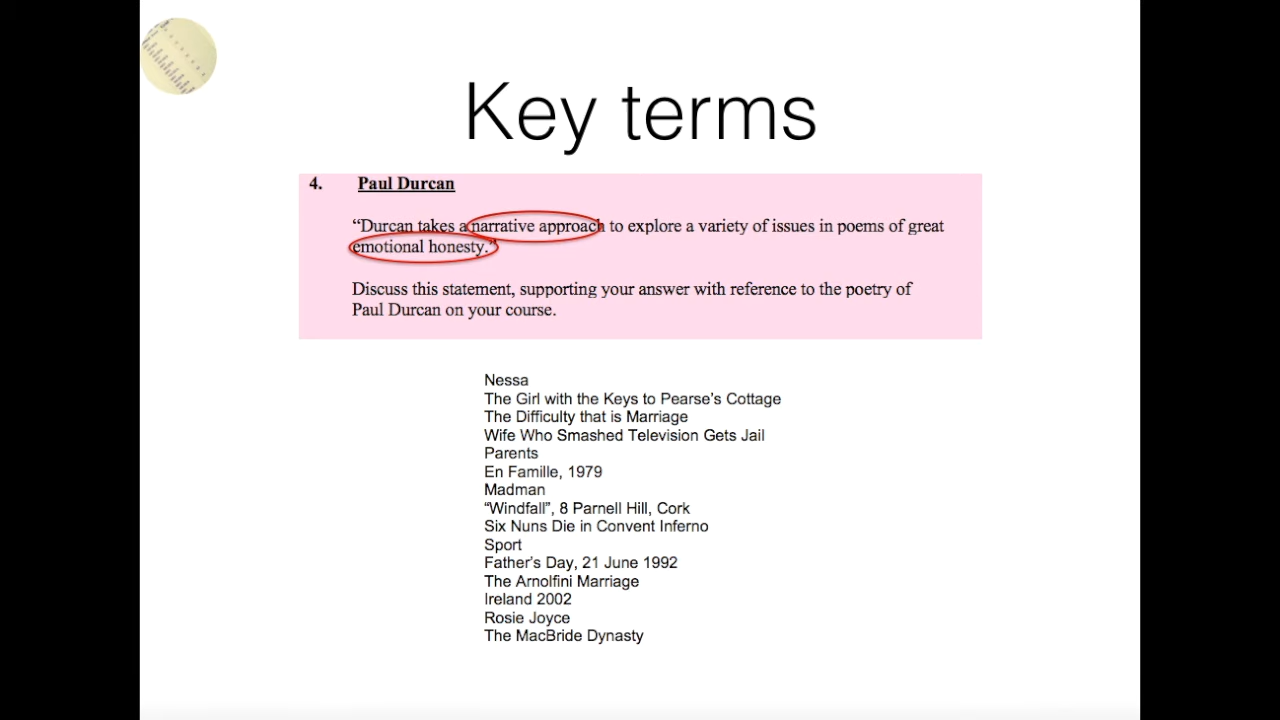 Key terms
4. Paul Durcan
“Durcan takes a narrative approach to explore a variety of issues in poems of great
emotional honesty.”
Discuss this statement, supporting your answer with reference to the poetry of
Paul Durcan on your course.
Nessa
The Girl with the Keys to Pearse’s Cottage
The Difficulty that is Marriage
Wife Who Smashed Television Gets Jail
Parents
En Famille, 1979
Madman
“Windfall”, 8 Parnell Hill, Cork
Six Nuns Die in Convent Inferno
Sport
Father’s Day, 21 June 1992
The Arnolfini Marriage
Ireland 2002
Rosie Joyce
The MacBride Dynasty